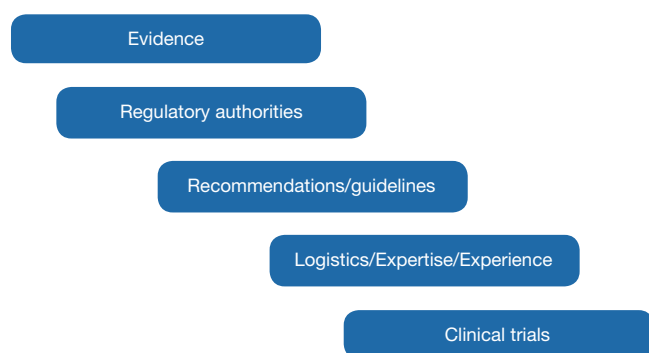 Evidence
Regulatory authorities
Recommendations/guidelines
Logistics/Expertise/Experience
Clinical trials